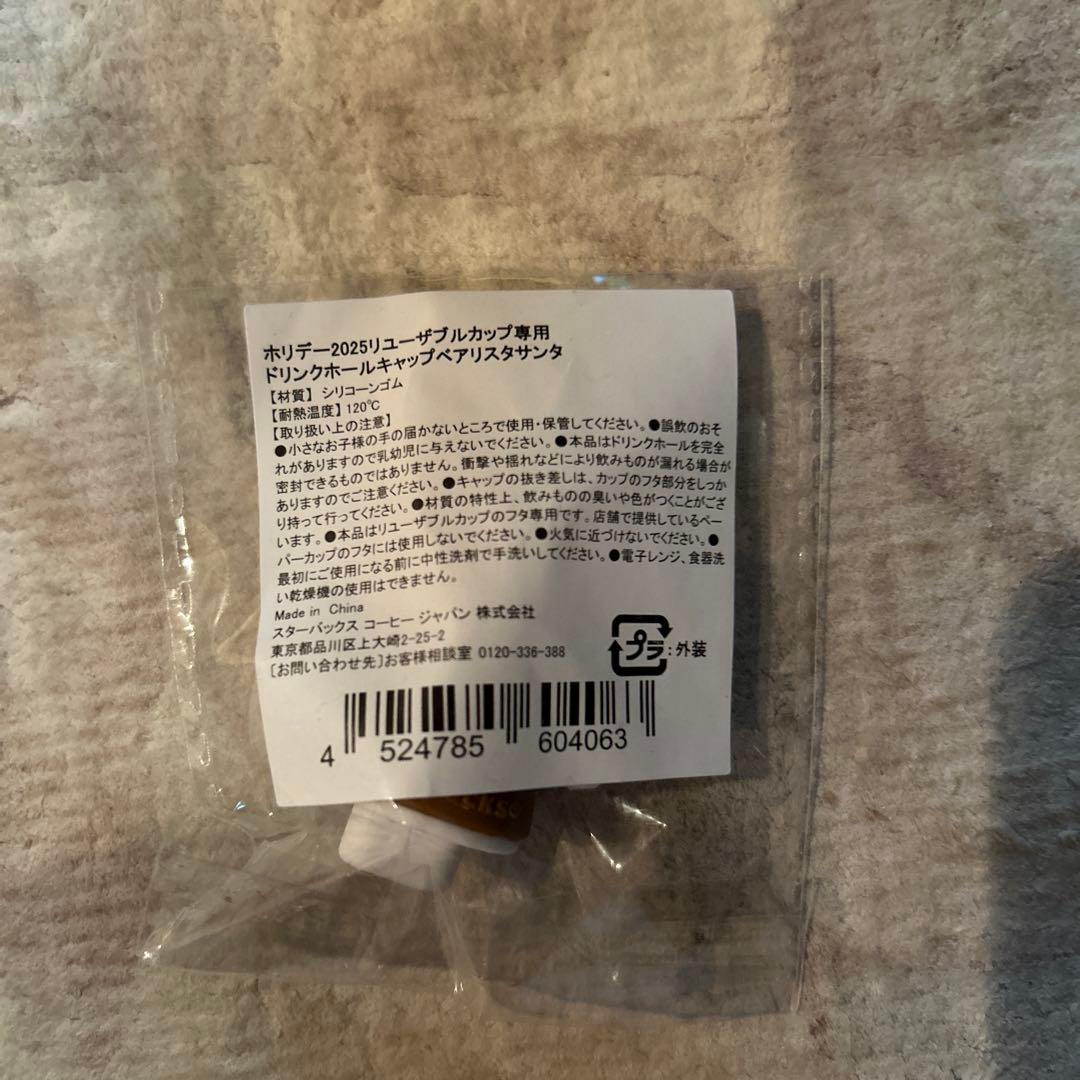 ホリデー2025リユーザブルカップ専用
ドリンクホールキャップベアリスタサンタ
【材質】 シリコーンゴム
【耐熱温度】 120℃
【取り扱い上の注意】
●小さなお子様の手の届かないところで使用・保管してください。●誤飲のおそ
れがありますので乳幼児に与えないでください。●本品はドリンクホールを完全
密封できるものではありません。衝撃や揺れなどにより飲みものが漏れる場合が
ありますのでご注意ください。●キャップの抜き差しは、カップのフタ部分をしっか
り持って行ってください。●材質の特性上、飲みものの臭いや色がつくことがござ
います。●本品はリユーザブルカップのフタ専用です。店舗で提供しているペー
パーカップのフタには使用しないでください。●火気に近づけないでください。●
最初にご使用になる前に中性洗剤で手洗いしてください。●電子レンジ、食器洗
い乾燥機の使用はできません。
Made in China
スターバックス コーヒー ジャパン 株式会社
東京都品川区上大崎2-25-2
［お問い合わせ先］お客様相談室 0120-336-388
プラ:外装
4 524785 604063